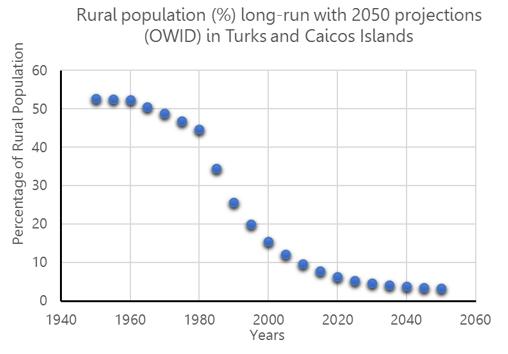 Rural population (%) long-run with 2050 projections
(OWID) in Turks and Caicos Islands
Percentage of Rural Population
60
50
40
30
20
10
0
1940 1960 1980 2000 2020 2040 2060
Years